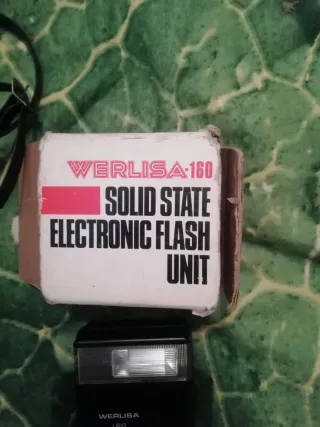 WERLISA-160
SOLID STATE
ELECTRONIC FLASH
UNIT
WERLISA
160